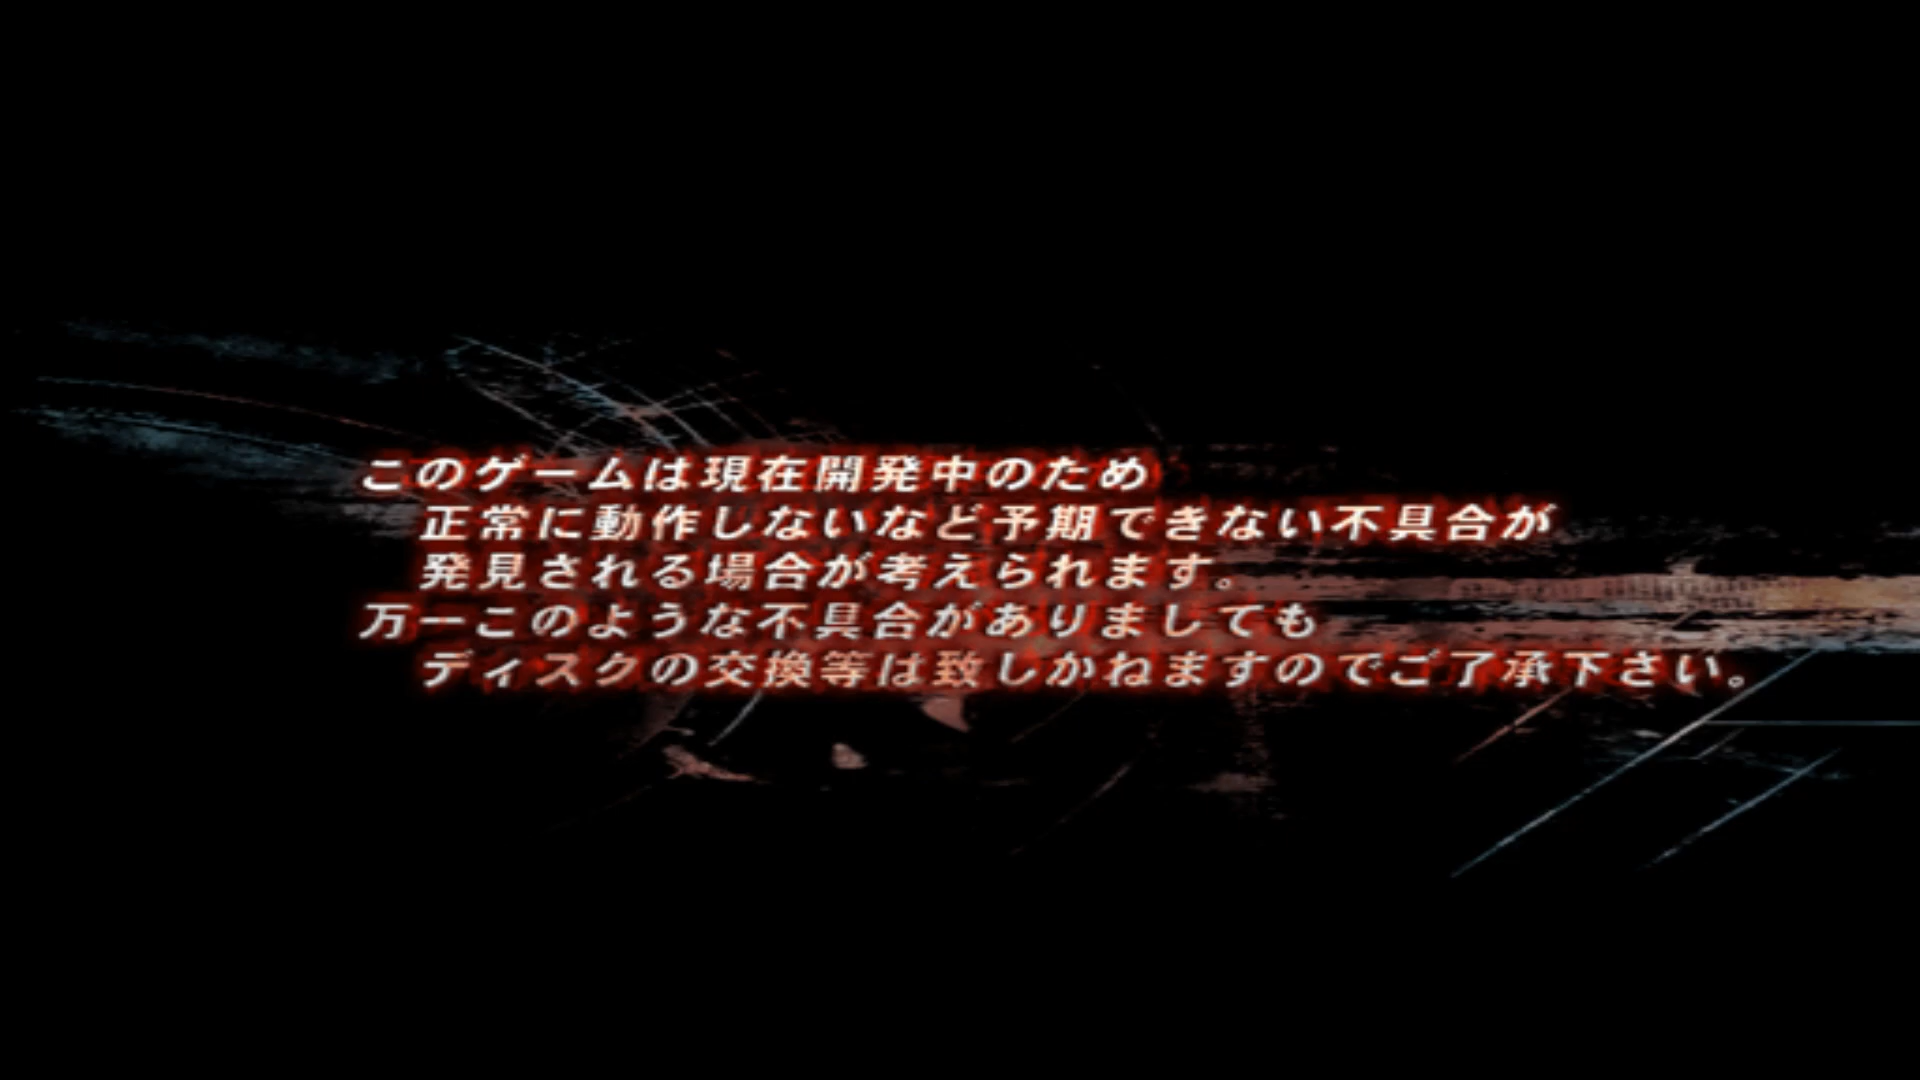 このゲームは現在開発中のため
正常に動作しないなど予期できない不具合が
発見される場合が考えられます。
万一このような不具合がありましても
ディスクの交換等は致しかねますのでご了承下さい。